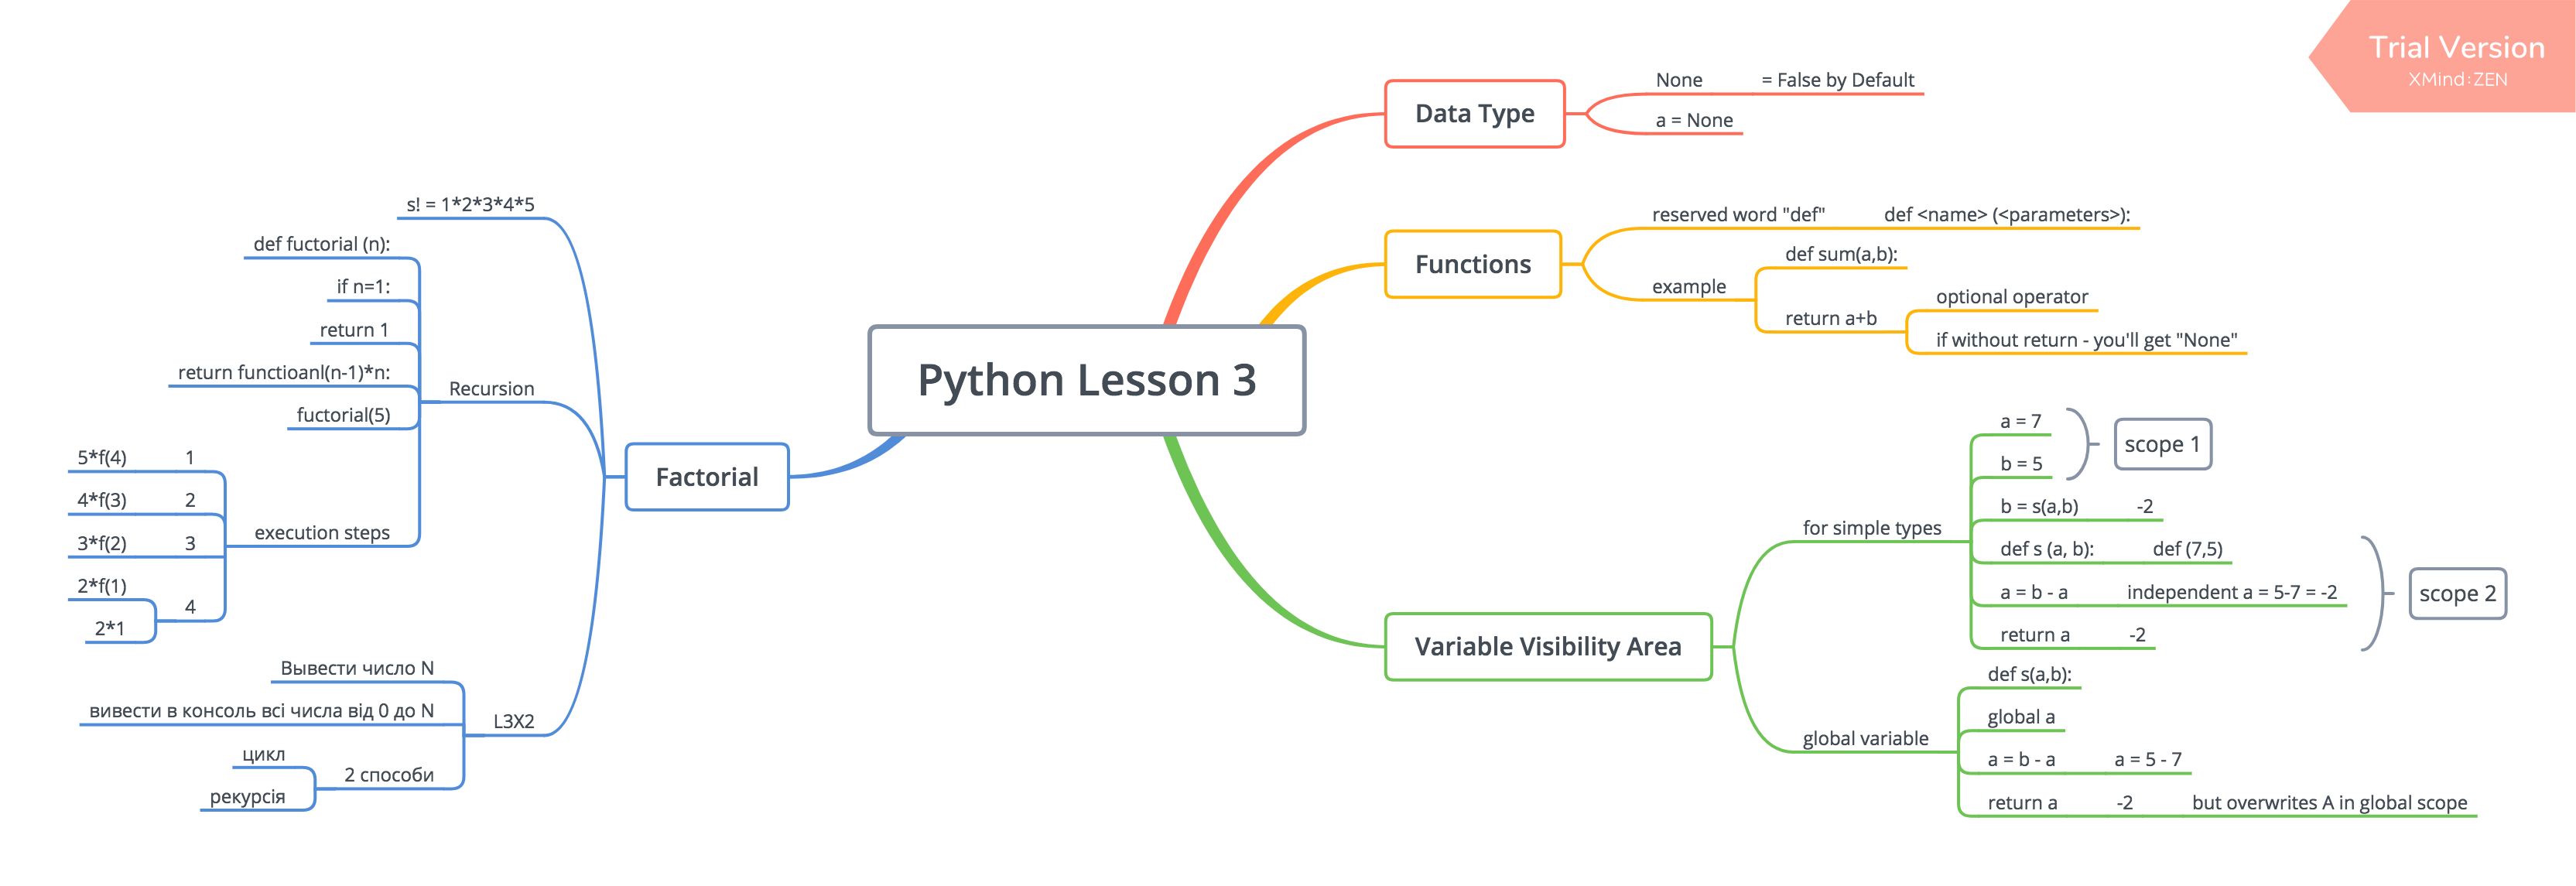 Trial Version
XMind:ZEN
Python Lesson 3
Data Type
None
= False by Default
a = None
Functions
reserved word "def"
def <name> (<parameters>):
example
def sum(a,b):
return a+b
optional operator
if without return - you'll get "None"
Variable Visibility Area
for simple types
a = 7
b = 5
scope 1
b = s(a,b)
-2
def s (a, b):
def (7,5)
a = b - a
independent a = 5-7 = -2
return a
-2
scope 2
global variable
def s(a,b):
global a
a = b - a
a = 5 - 7
return a
-2
but overwrites A in global scope
Factorial
s! = 1*2*3*4*5
Recursion
def fuctorial (n):
if n=1:
return 1
return functioanl(n-1)*n:
fuctorial(5)
execution steps
1
5*f(4)
2
4*f(3)
3
3*f(2)
4
2*f(1)
2*1
L3X2
Вывести число N
вивести в консоль всі числа від 0 до N
2 способи
цикл
рекурсія